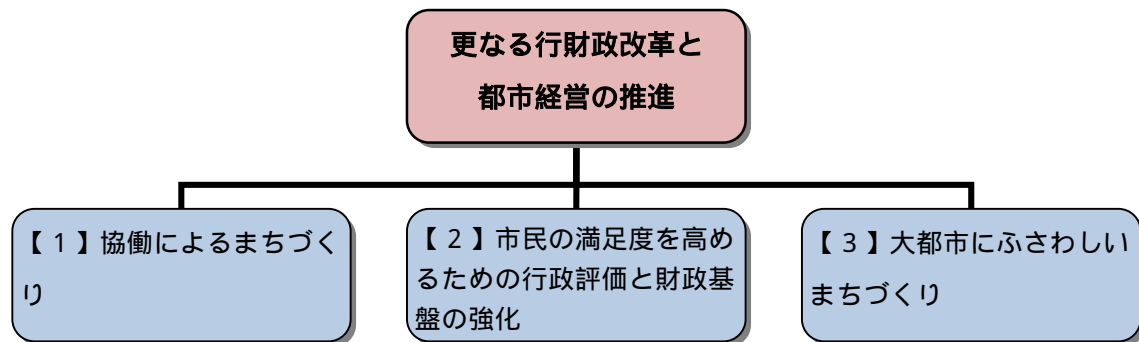 更なる行財政改革と
都市経営の推進
【1】協働によるまちづく
り
【2】市民の満足度を高め
るための行政評価と財政基
盤の強化
【3】大都市にふさわしい
まちづくり